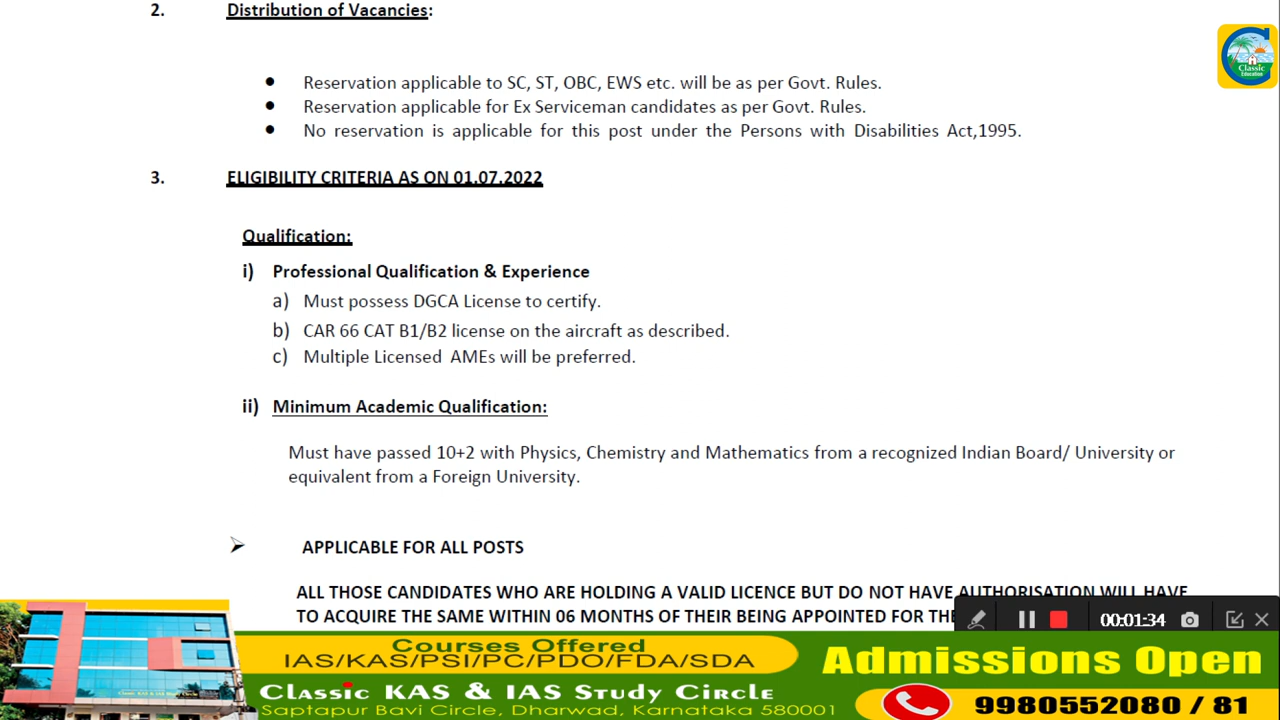 2. Distribution of Vacancies:
Classic
Education
• Reservation applicable to SC, ST, OBC, EWS etc. will be as per Govt. Rules.
• Reservation applicable for Ex Serviceman candidates as per Govt. Rules.
• No reservation is applicable for this post under the Persons with Disabilities Act,1995.
3. ELIGIBILITY CRITERIA AS ON 01.07.2022
Qualification:
i) Professional Qualification & Experience
a) Must possess DGCA License to certify.
b) CAR 66 CAT B1/B2 license on the aircraft as described.
c) Multiple Licensed AMEs will be preferred.
ii) Minimum Academic Qualification:
Must have passed 10+2 with Physics, Chemistry and Mathematics from a recognized Indian Board/ University or
equivalent from a Foreign University.
➢ APPLICABLE FOR ALL POSTS
ALL THOSE CANDIDATES WHO ARE HOLDING A VALID LICENCE BUT DO NOT HAVE AUTHORISATION WILL HAVE
TO ACQUIRE THE SAME WITHIN 06 MONTHS OF THEIR BEING APPOINTED FOR THE
00:01:34
Courses Offered
IAS/KAS/PSI/PC/PDO/FDA/SDA
Classic KAS & IAS Study Circle
Saptapur Bavi Circle, Dharwad, Karnataka 580001
Admissions Open
9980552080 / 81